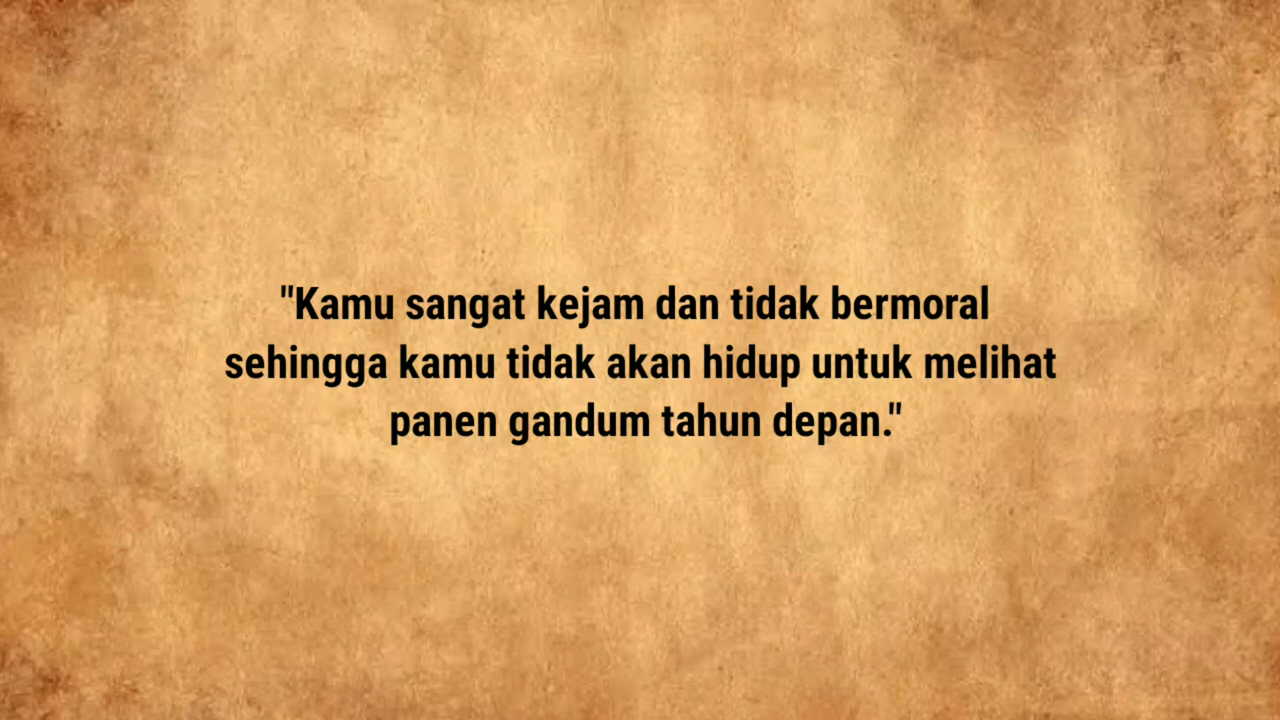 "Kamu sangat kejam dan tidak bermoral
sehingga kamu tidak akan hidup untuk melihat
panen gandum tahun depan."